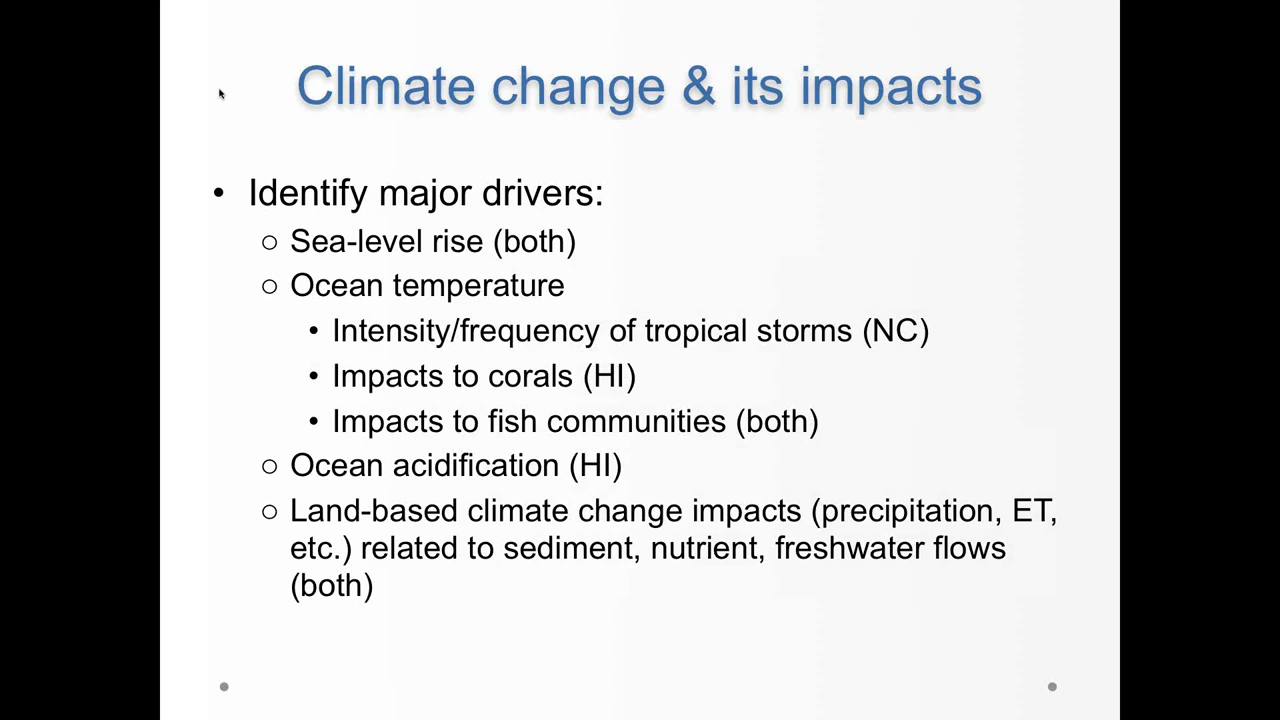 Climate change & its impacts
• Identify major drivers:
○ Sea-level rise (both)
○ Ocean temperature
• Intensity/frequency of tropical storms (NC)
• Impacts to corals (HI)
• Impacts to fish communities (both)
○ Ocean acidification (HI)
○ Land-based climate change impacts (precipitation, ET,
etc.) related to sediment, nutrient, freshwater flows
(both)